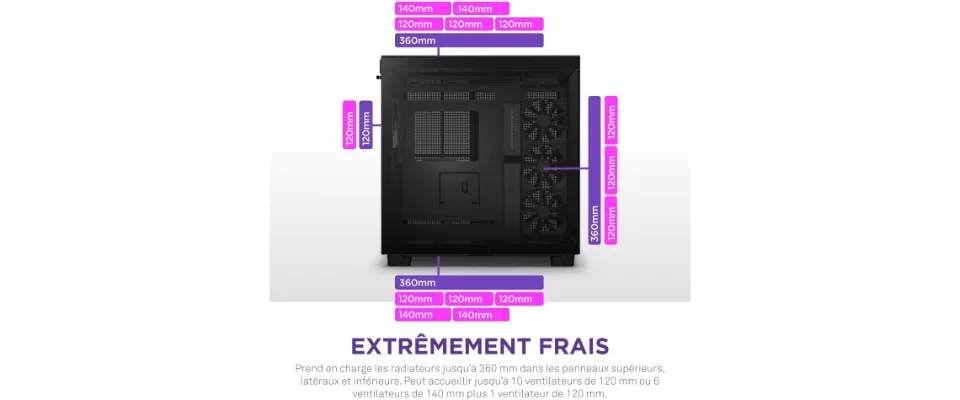 140mm 140mm
120mm 120mm 120mm
360mm
120mm 120mm
360mm 120mm 120mm 120mm
360mm
120mm 120mm 120mm
140mm 140mm
EXTRÊMEMENT FRAIS
Prend en charge les radiateurs jusqu'à 360 mm dans les panneaux supérieurs,
latéraux et inférieurs. Peut accueillir jusqu'à 10 ventilateurs de 120 mm ou 6
ventilateurs de 140 mm plus 1 ventilateur de 120 mm.